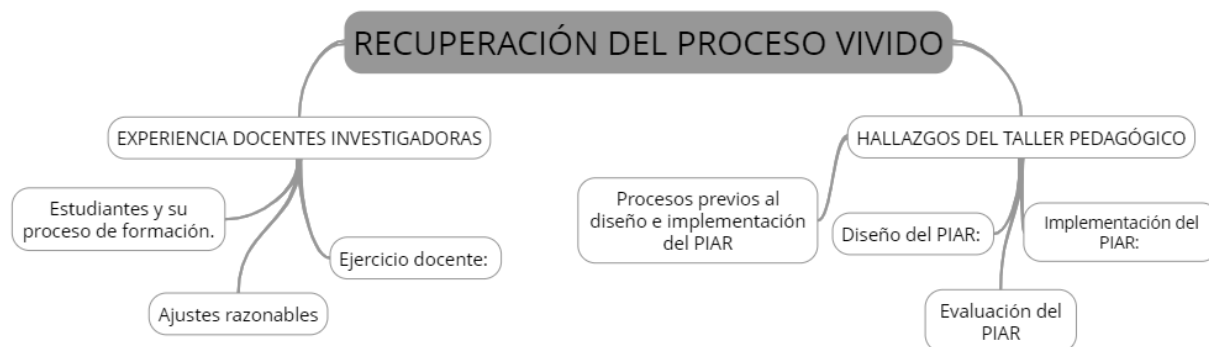 RECUPERACIÓN DEL PROCESO VIVIDO
EXPERIENCIA DOCENTES INVESTIGADORAS
Estudiantes y su
proceso de formación.
Ajustes razonables
Ejercicio docente:
HALLAZGOS DEL TALLER PEDAGÓGICO
Procesos previos al
diseño e implementación
del PIAR
Diseño del PIAR:
Evaluación del
PIAR
Implementación del
PIAR: